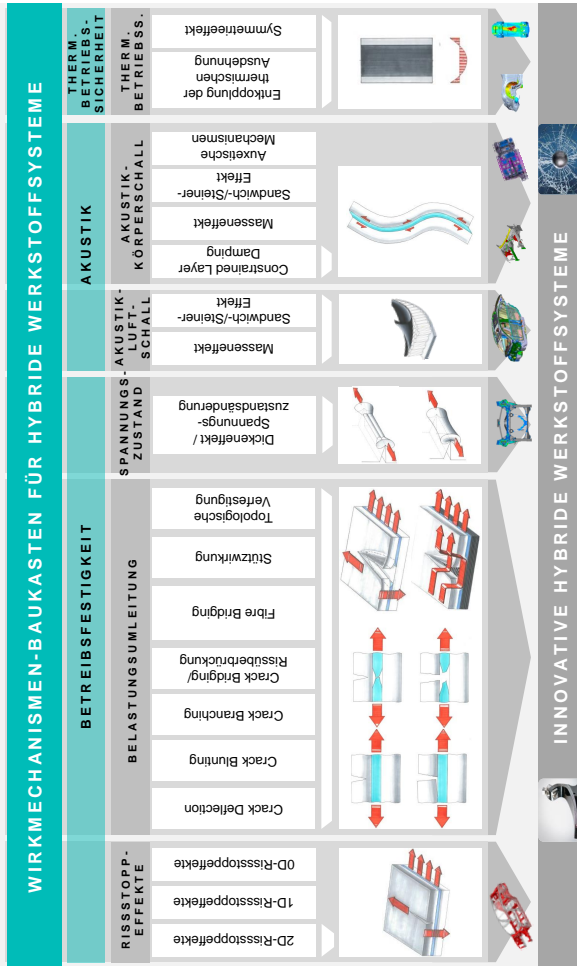 WIRKMECHANISMEN-BAUKASTEN FÜR HYBRIDE WERKSTOFFSYSTEME
BETREIBSFESTIGKEIT
AKUSTIK
THERM.
BETRIEBS-
SICHERHEIT
RISSSTOPP-
EFFEKTE
BELASTUNGSUMLEITUNG
SPANNUNGS-
ZUSTAND
AKUSTIK-
LUFT-
SCHALL
AKUSTIK-
KÖRPERSCHALL
THERM.
BETRIEBSS.
2D-Rissstoppeffekte
1D-Rissstoppeffekte
0D-Rissstoppeffekte
Crack Deflection
Crack Blunting
Crack Branching
Crack Bridging/
Rissüberbrückung
Fibre Bridging
Stützwirkung
Topologische
Verfestigung
Dickeneffekt /
Spannungs-
zustandsänderung
Masseneffekt
Sandwich-/Steiner-
Effekt
Constrained Layer
Damping
Masseneffekt
Sandwich-/Steiner-
Effekt
Auxetische
Mechanismen
Entkopplung der
thermischen
Ausdehnung
Symmetrieeffekt
INNOVATIVE HYBRIDE WERKSTOFFSYSTEME